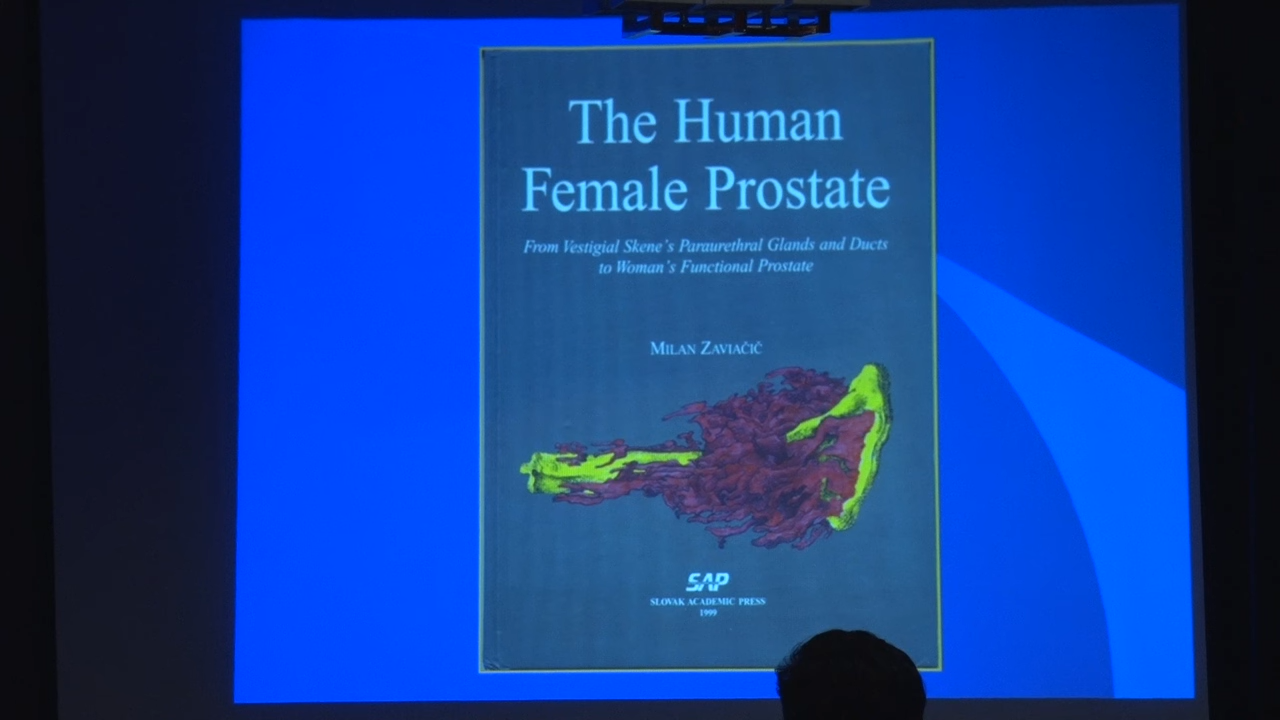 The Human
Female Prostate
From Vestigial Skene's Paraurethral Glands and Ducts
to Woman's Functional Prostate
MILAN ZAVIAČIČ
SAP
SLOVAK ACADEMIC PRESS
1999